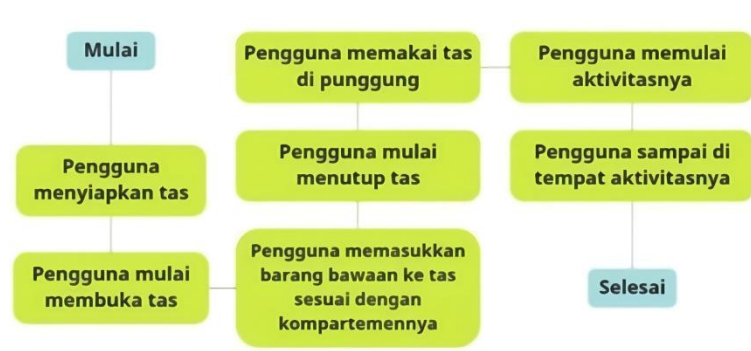 Mulai
Pengguna
menyiapkan tas
Pengguna mulai
membuka tas
Pengguna memasukkan
barang bawaan ke tas
sesuai dengan
kompartemennya
Pengguna mulai
menutup tas
Pengguna memakai tas
di punggung
Pengguna memulai
aktivitasnya
Pengguna sampai di
tempat aktivitasnya
Selesai